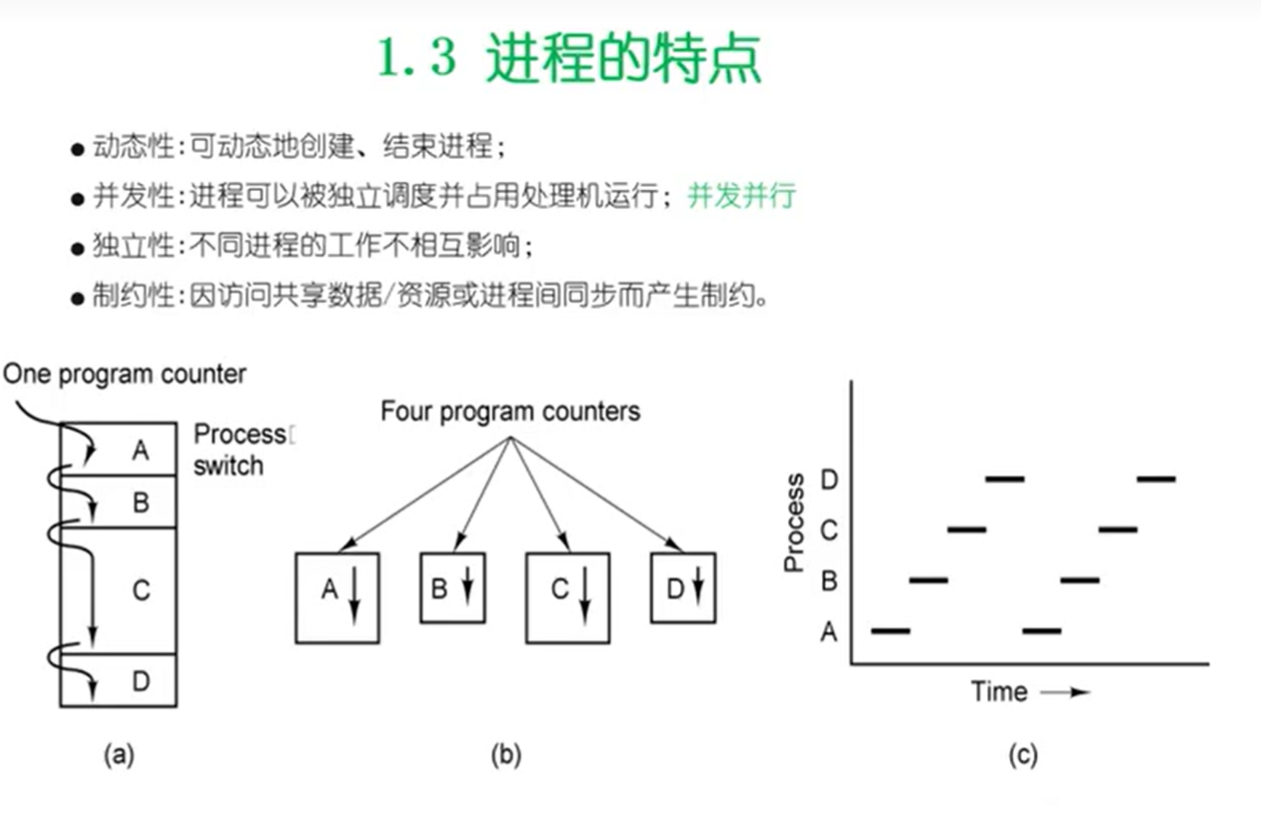 1.3 进程的特点
●动态性:可动态地创建、结束进程;
●并发性:进程可以被独立调度并占用处理机运行;并发并行
●独立性:不同进程的工作不相互影响;
●制约性:因访问共享数据/资源或进程间同步而产生制约。
One program counter
Process
switch
A
B
C
D
(a)
Four program counters
A
B
C
D
(b)
Process
D
C
B
A
Time
(c)